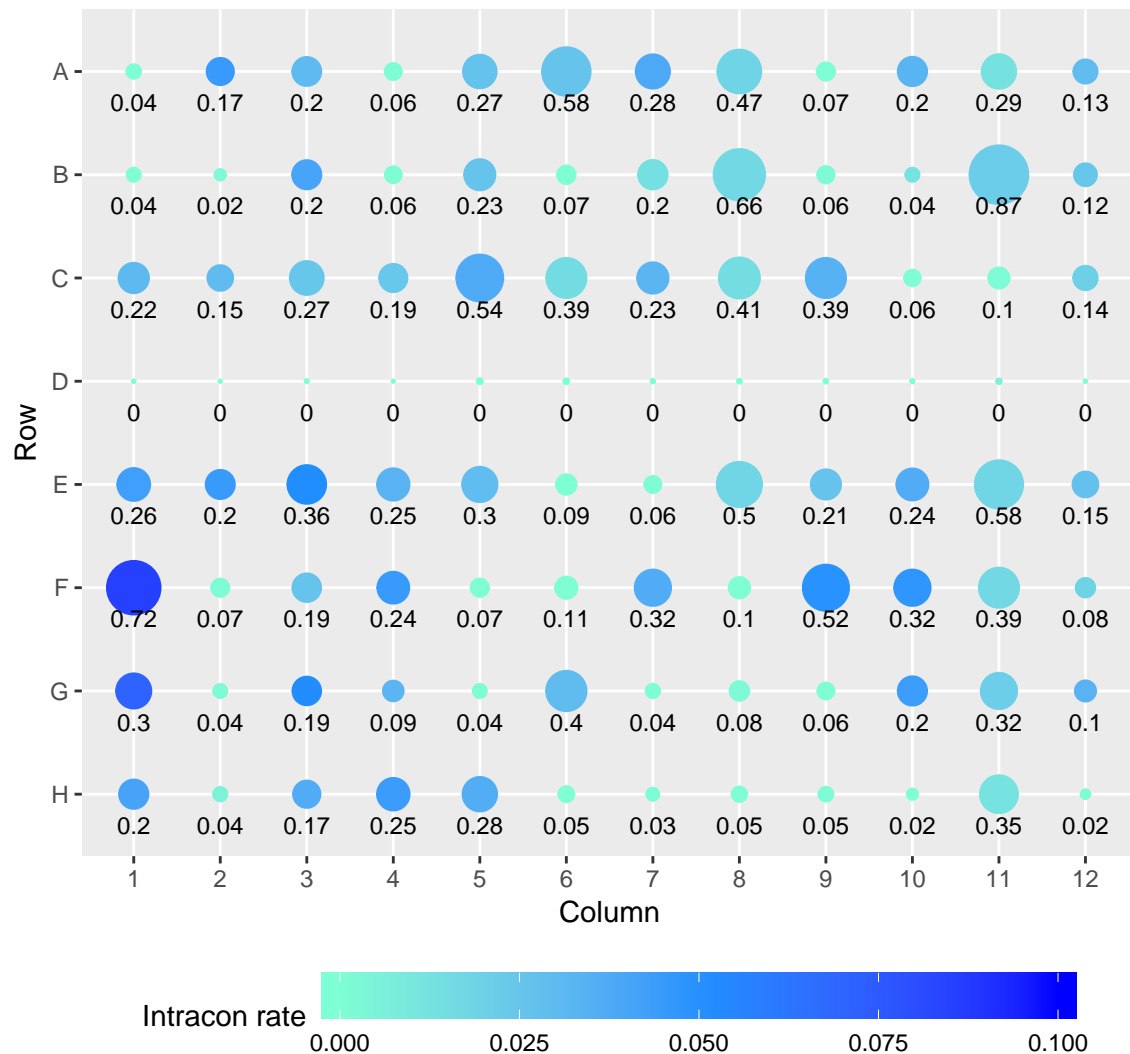 A
0.04 0.17 0.2 0.06 0.27 0.58 0.28 0.47 0.07 0.2 0.29 0.13
B
0.04 0.02 0.2 0.06 0.23 0.07 0.2 0.66 0.06 0.04 0.87 0.12
C
0.22 0.15 0.27 0.19 0.54 0.39 0.23 0.41 0.39 0.06 0.1 0.14
D
0 0 0 0 0 0 0 0 0 0 0 0
Row
E
0.26 0.2 0.36 0.25 0.3 0.09 0.06 0.5 0.21 0.24 0.58 0.15
F
0.72 0.07 0.19 0.24 0.07 0.11 0.32 0.1 0.52 0.32 0.39 0.08
G
0.3 0.04 0.19 0.09 0.04 0.4 0.04 0.08 0.06 0.2 0.32 0.1
H
0.2 0.04 0.17 0.25 0.28 0.05 0.03 0.05 0.05 0.02 0.35 0.02
1 2 3 4 5 6 7 8 9 10 11 12
Column
Intracon rate
0.000 0.025 0.050 0.075 0.100